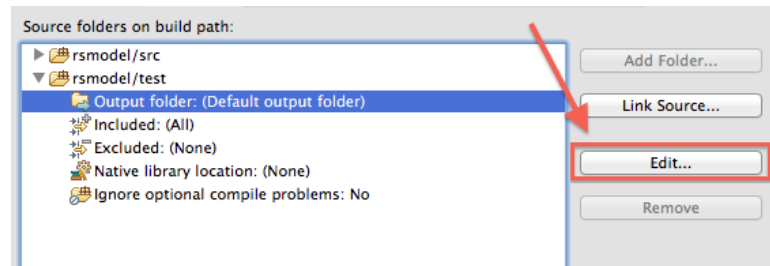 Source folders on build path:
rsmodel/src
rsmodel/test
Output folder: (Default output folder)
Included: (All)
Excluded: (None)
Native library location: (None)
Ignore optional compile problems: No
Add Folder...
Link Source...
Edit...
Remove